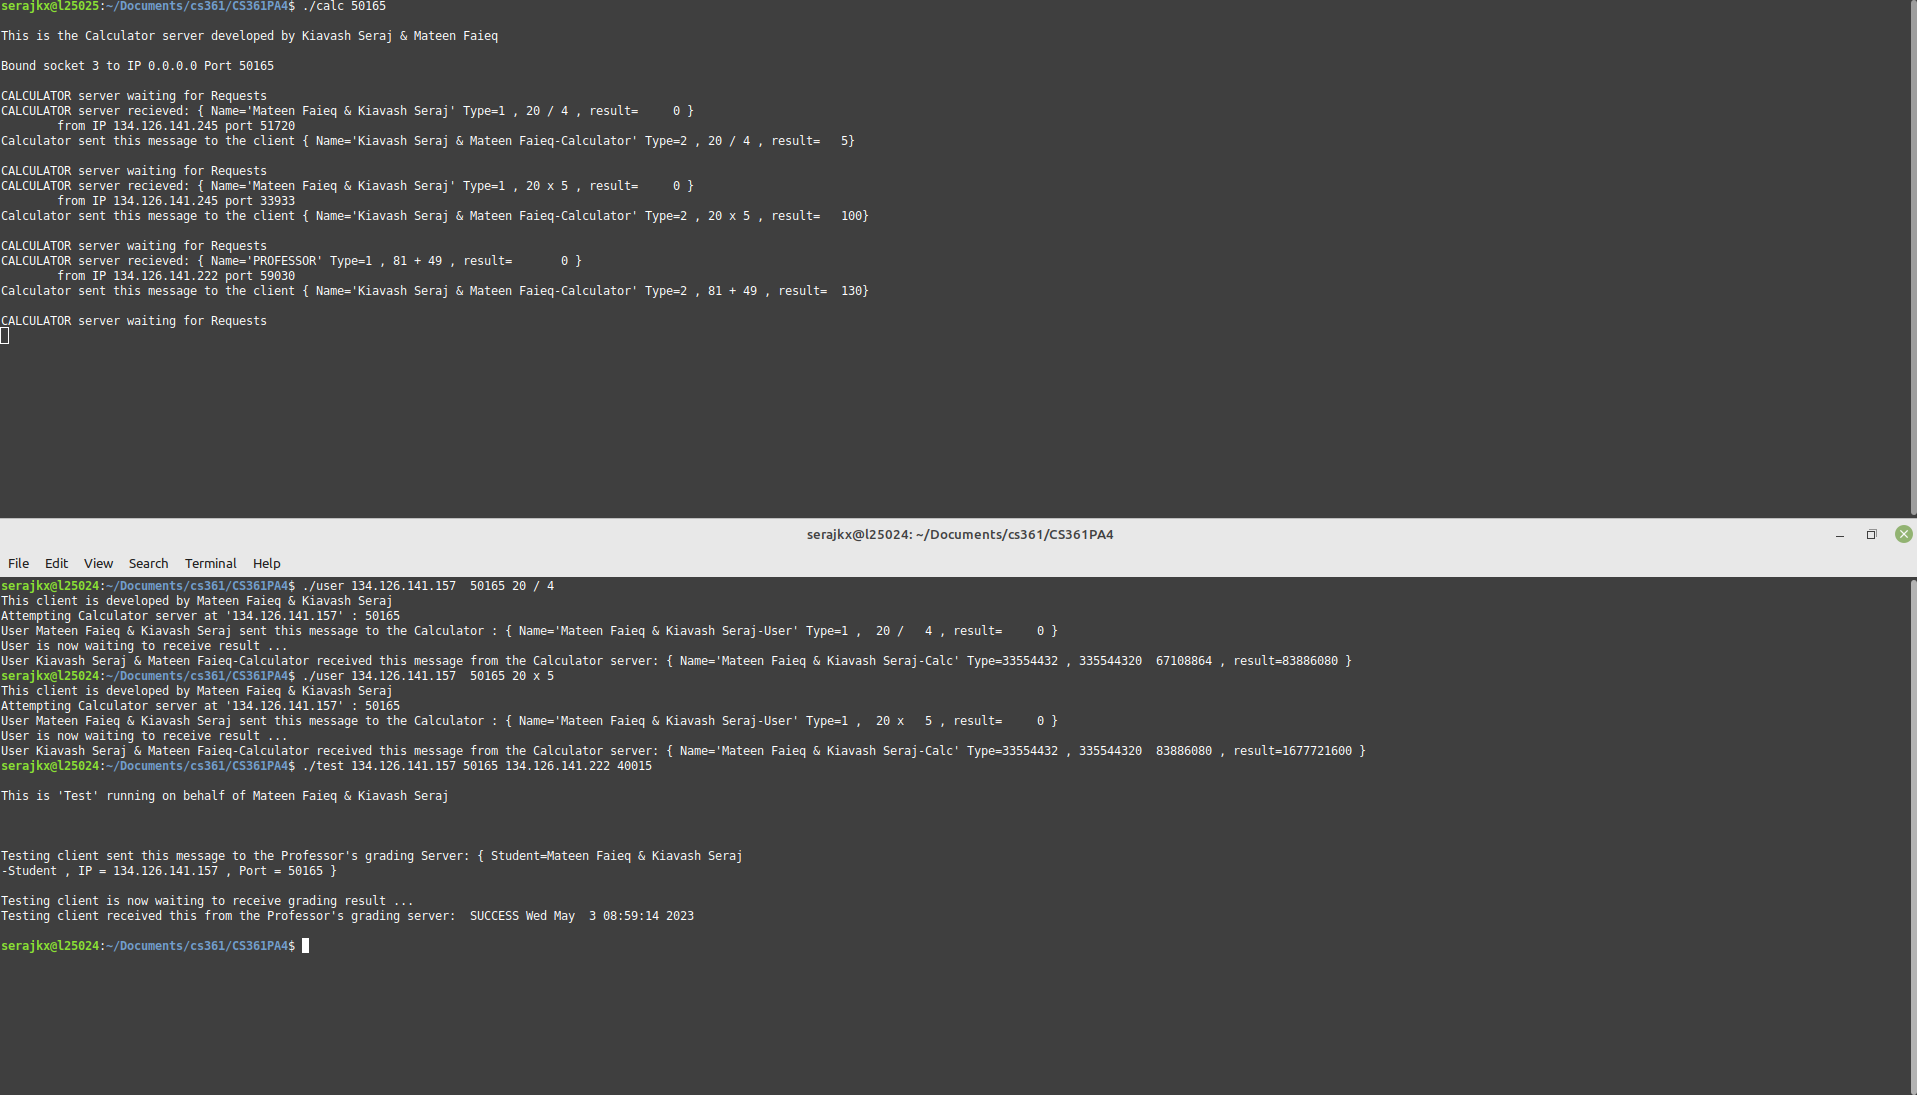 serajkx@l25025:~/Documents/cs361/CS361PA4$ ./calc 50165
This is the Calculator server developed by Kiavash Seraj & Mateen Faieq
Bound socket 3 to IP 0.0.0.0 Port 50165
CALCULATOR server waiting for Requests
CALCULATOR server recieved: { Name='Mateen Faieq & Kiavash Seraj' Type=1 , 20 / 4 , result=     0 }
        from IP 134.126.141.245 port 51720
Calculator sent this message to the client { Name='Kiavash Seraj & Mateen Faieq-Calculator' Type=2 , 20 / 4 , result=   5}
CALCULATOR server waiting for Requests
CALCULATOR server recieved: { Name='Mateen Faieq & Kiavash Seraj' Type=1 , 20 x 5 , result=     0 }
        from IP 134.126.141.245 port 33933
Calculator sent this message to the client { Name='Kiavash Seraj & Mateen Faieq-Calculator' Type=2 , 20 x 5 , result=   100}
CALCULATOR server waiting for Requests
CALCULATOR server recieved: { Name='PROFESSOR' Type=1 , 81 + 49 , result=       0 }
        from IP 134.126.141.222 port 59030
Calculator sent this message to the client { Name='Kiavash Seraj & Mateen Faieq-Calculator' Type=2 , 81 + 49 , result=  130}
CALCULATOR server waiting for Requests
serajkx@l25024: ~/Documents/cs361/CS361PA4
File Edit View Search Terminal Help
serajkx@l25024:~/Documents/cs361/CS361PA4$ ./user 134.126.141.157  50165 20 / 4
This client is developed by Mateen Faieq & Kiavash Seraj
Attempting Calculator server at '134.126.141.157' : 50165
User Mateen Faieq & Kiavash Seraj sent this message to the Calculator : { Name='Mateen Faieq & Kiavash Seraj-User' Type=1 ,  20 /   4 , result=     0 }
User is now waiting to receive result ...
User Kiavash Seraj & Mateen Faieq-Calculator received this message from the Calculator server: { Name='Mateen Faieq & Kiavash Seraj-Calc' Type=33554432 , 335544320  67108864 , result=83886080 }
serajkx@l25024:~/Documents/cs361/CS361PA4$ ./user 134.126.141.157  50165 20 x 5
This client is developed by Mateen Faieq & Kiavash Seraj
Attempting Calculator server at '134.126.141.157' : 50165
User Mateen Faieq & Kiavash Seraj sent this message to the Calculator : { Name='Mateen Faieq & Kiavash Seraj-User' Type=1 ,  20 x   5 , result=     0 }
User is now waiting to receive result ...
User Kiavash Seraj & Mateen Faieq-Calculator received this message from the Calculator server: { Name='Mateen Faieq & Kiavash Seraj-Calc' Type=33554432 , 335544320  83886080 , result=1677721600 }
serajkx@l25024:~/Documents/cs361/CS361PA4$ ./test 134.126.141.157 50165 134.126.141.222 40015
This is 'Test' running on behalf of Mateen Faieq & Kiavash Seraj
Testing client sent this message to the Professor's grading Server: { Student=Mateen Faieq & Kiavash Seraj
-Student , IP = 134.126.141.157 , Port = 50165 }
Testing client is now waiting to receive grading result ...
Testing client received this from the Professor's grading server:  SUCCESS Wed May  3 08:59:14 2023
serajkx@l25024:~/Documents/cs361/CS361PA4$